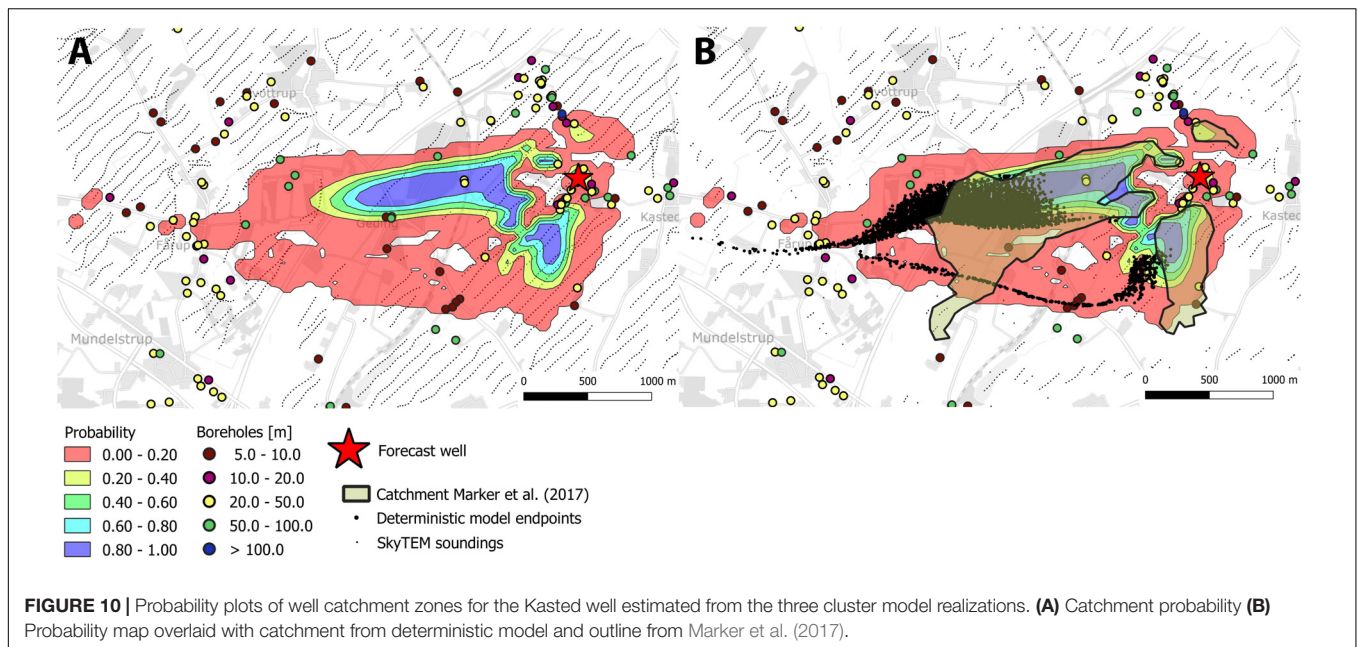 A
B
Mundelstrup
Fårup
Geding
Kasted
Mundelstrup
Fårup
Kasted
0 500 1000 m
0 500 1000 m
Probability
0.00 - 0.20
0.20 - 0.40
0.40 - 0.60
0.60 - 0.80
0.80 - 1.00
Boreholes [m]
5.0 - 10.0
10.0 - 20.0
20.0 - 50.0
50.0 - 100.0
> 100.0
Forecast well
Catchment Marker et al. (2017)
Deterministic model endpoints
SkyTEM soundings
FIGURE 10 | Probability plots of well catchment zones for the Kasted well estimated from the three cluster model realizations. (A) Catchment probability (B)
Probability map overlaid with catchment from deterministic model and outline from Marker et al. (2017).